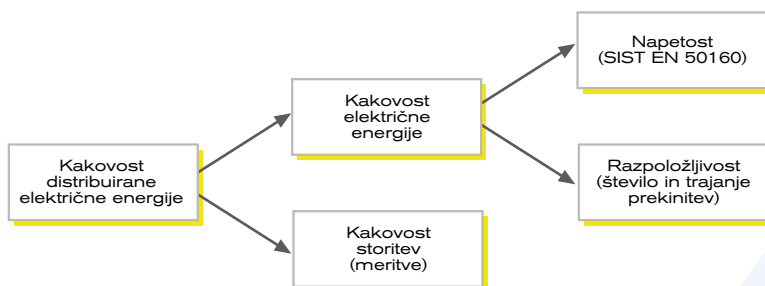 Kakovost
distribuirane
električne energije
Kakovost
električne
energije
Kakovost
storitev
(meritve)
Napetost
(SIST EN 50160)
Razpoložljivost
(število in trajanje
prekinitev)